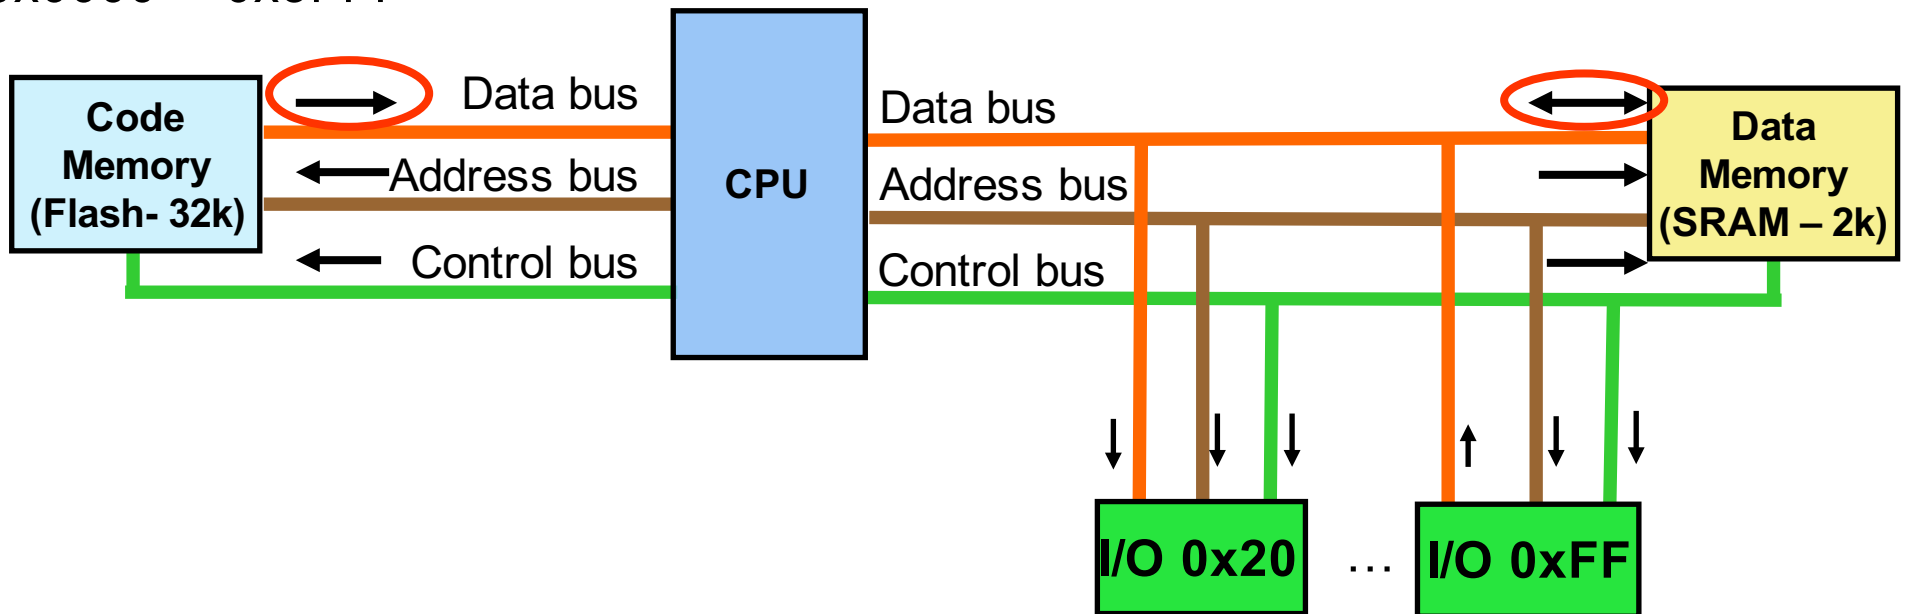 Code
Memory
(Flash- 32k)
Data bus
Address bus
Control bus
CPU
Data bus
Address bus
Control bus
Data
Memory
(SRAM – 2k)
I/O 0x20
...
I/O 0xFF